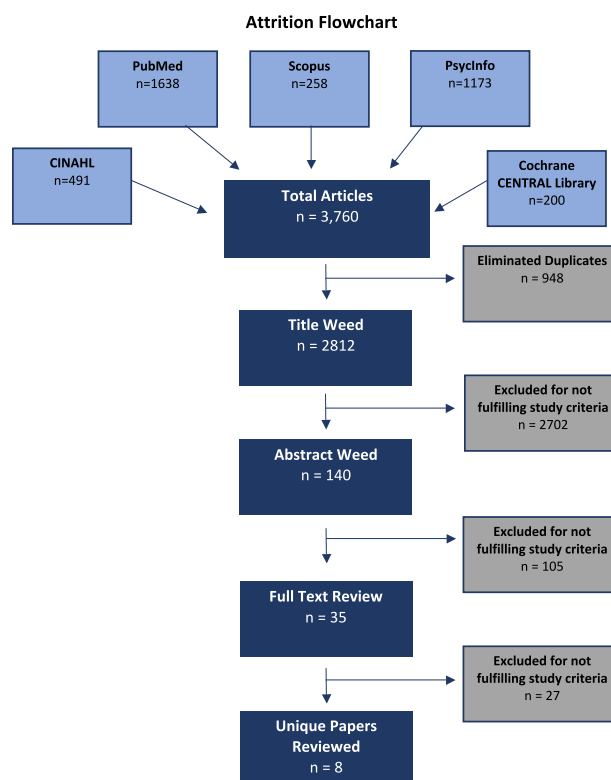 Attrition Flowchart
PubMed
n=1638
Scopus
n=258
PsycInfo
n=1173
CINAHL
n=491
Total Articles
n = 3,760
Cochrane
CENTRAL Library
n=200
Eliminated Duplicates
n = 948
Title Weed
n = 2812
Excluded for not
fulfilling study criteria
n = 2702
Abstract Weed
n = 140
Excluded for not
fulfilling study criteria
n = 105
Full Text Review
n = 35
Excluded for not
fulfilling study criteria
n = 27
Unique Papers
Reviewed
n = 8